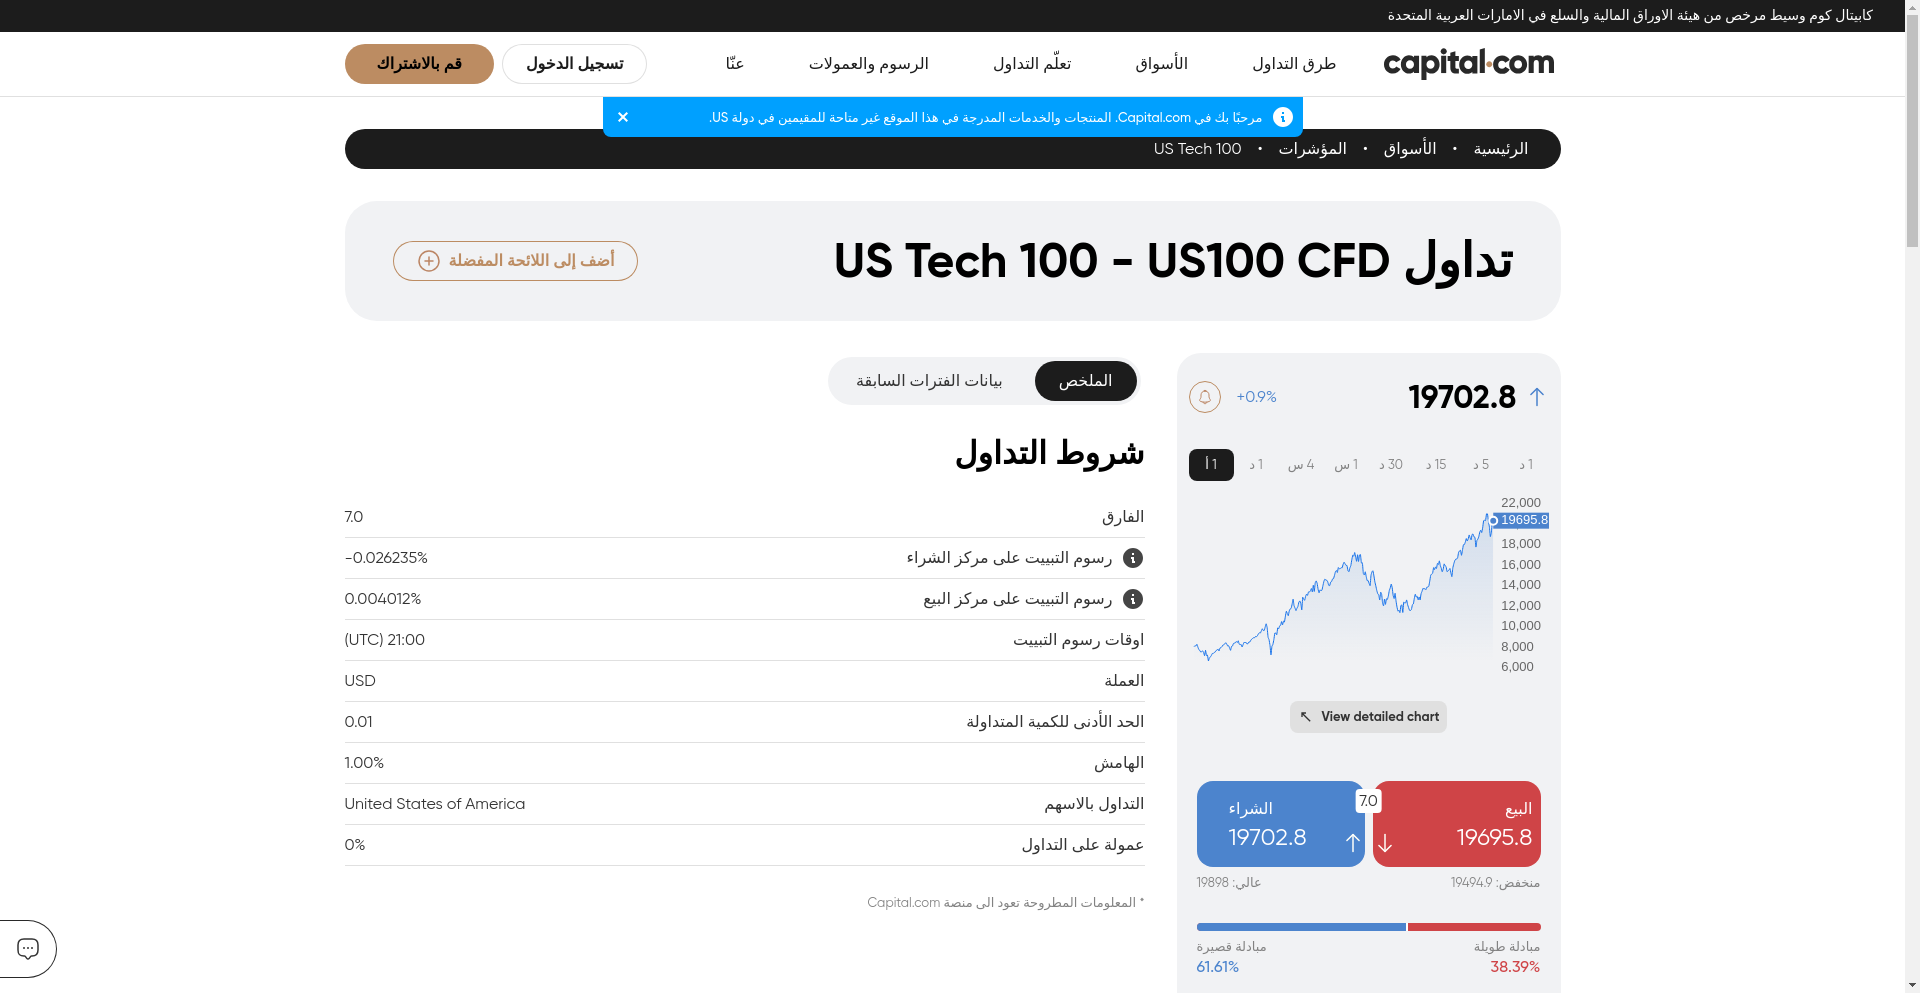 كابيتال كوم وسيط مرخص من هيئة الاوراق المالية والسلع في الامارات العربية المتحدة
capital.com
طرق التداول
الأسواق
تعلّم التداول
الرسوم والعمولات
عنّا
تسجيل الدخول
قم بالاشتراك
مرحبًا بك في Capital.com. المنتجات والخدمات المدرجة في هذا الموقع غير متاحة للمقيمين في دولة US.
الرئيسية • الأسواق • المؤشرات • US Tech 100
تداول US Tech 100 - US100 CFD
أضف إلى اللائحة المفضلة
19702.8
+0.9%
1 د
5 د
15 د
30 د
1 س
4 س
1 د
1 أ
22,000
19695.8
18,000
16,000
14,000
12,000
10,000
8,000
6,000
View detailed chart
البيع
19695.8
7.0
الشراء
19702.8
منخفض: 19494.9
عالي: 19898
مبادلة طويلة
38.39%
مبادلة قصيرة
61.61%
الملخص
بيانات الفترات السابقة
شروط التداول
الفارق 7.0
رسوم التبييت على مركز الشراء -0.026235%
رسوم التبييت على مركز البيع 0.004012%
اوقات رسوم التبييت 21:00 (UTC)
العملة USD
الحد الأدنى للكمية المتداولة 0.01
الهامش 1.00%
التداول بالاسهم United States of America
عمولة على التداول 0%
* المعلومات المطروحة تعود الى منصة Capital.com